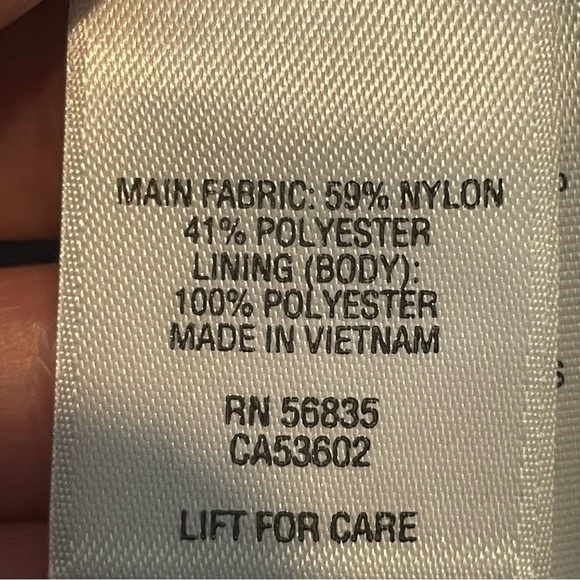 MAIN FABRIC: 59% NYLON
41% POLYESTER
LINING (BODY):
100% POLYESTER
MADE IN VIETNAM
RN 56835
CA53602
LIFT FOR CARE